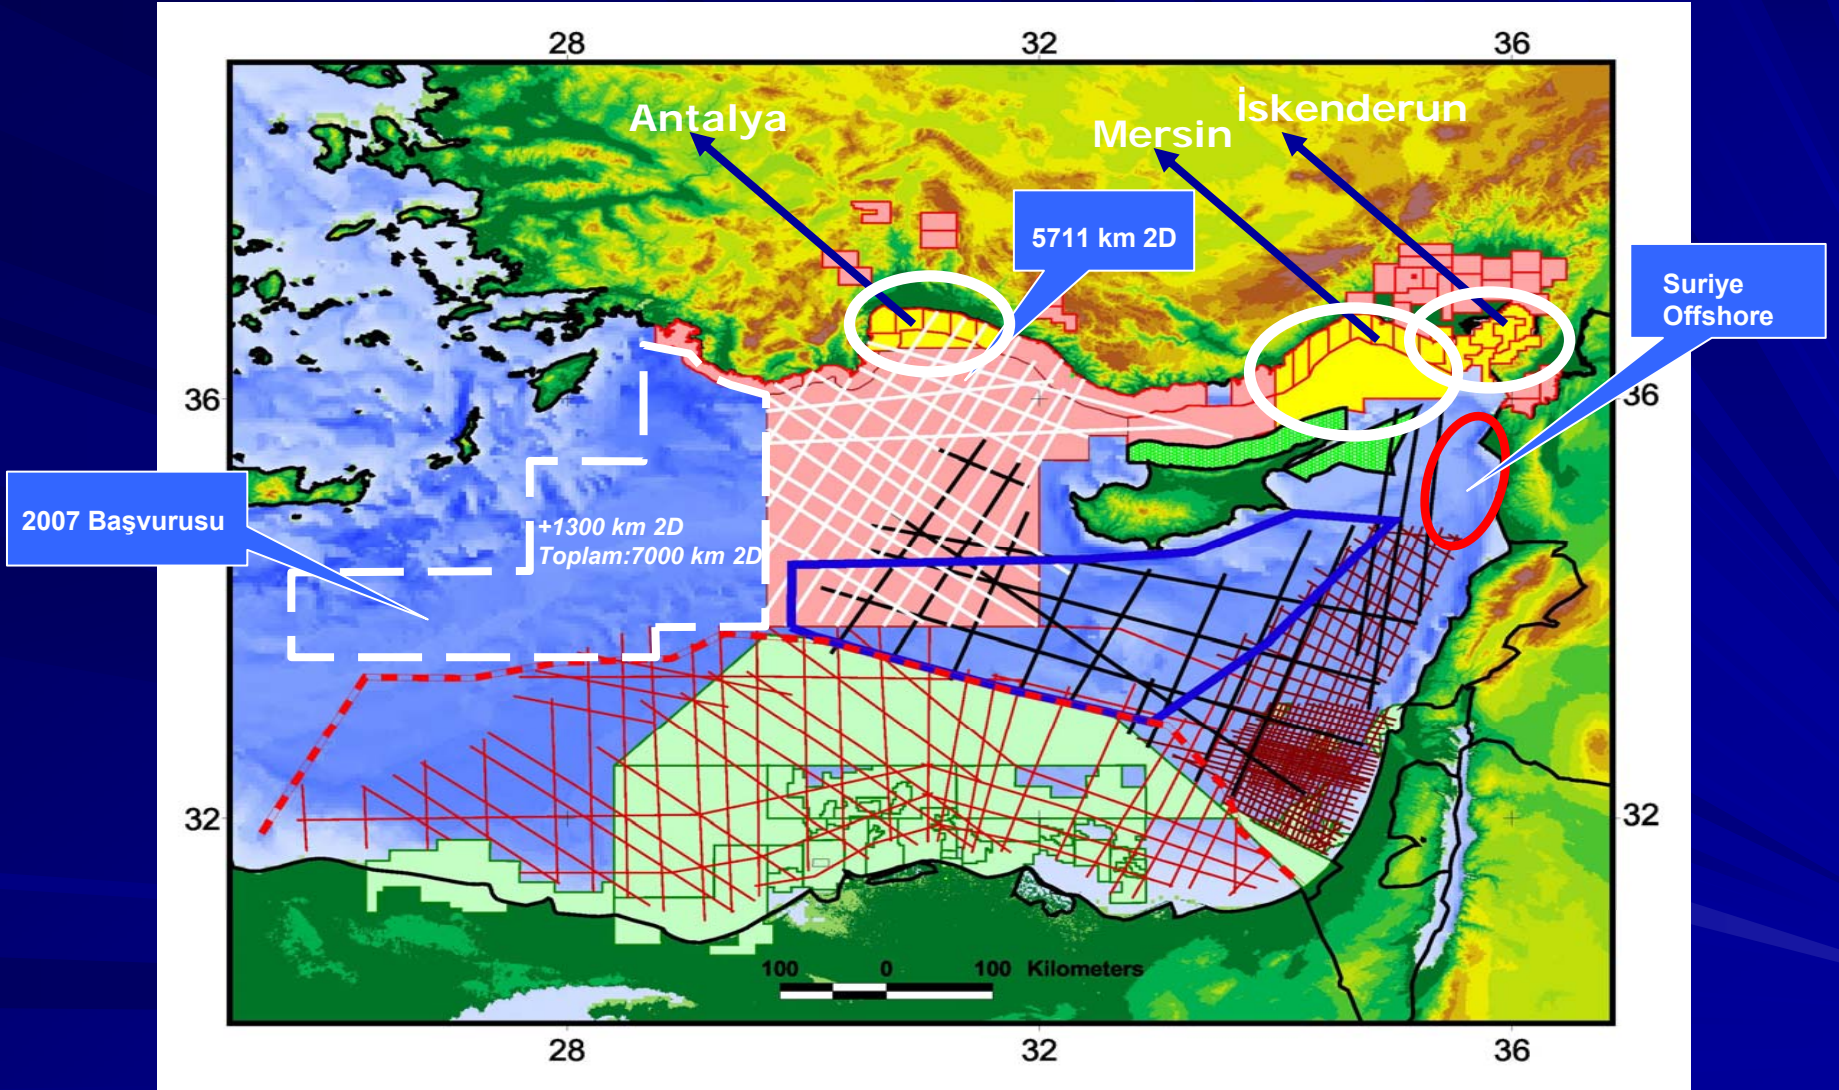 28
32
36
Antalya
Mersin
İskenderun
5711 km 2D
Suriye
Offshore
36
36
2007 Başvurusu
+1300 km 2D
Toplam:7000 km 2D
32
32
100
0
100
Kilometers
28
32
36